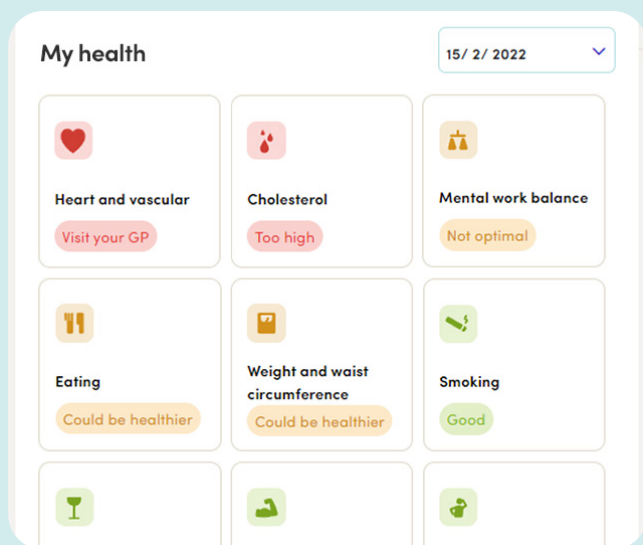 My health
15/ 2/ 2022
Heart and vascular
Visit your GP
Cholesterol
Too high
Mental work balance
Not optimal
Eating
Could be healthier
Weight and waist
circumference
Could be healthier
Smoking
Good